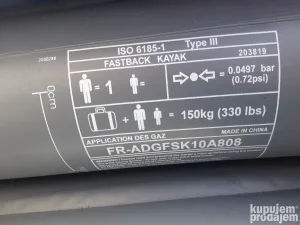 ISO 6185-1 Type III
FASTBACK KAYAK 203819
= 1
0.0497 bar
(0.72psi)
0cm
+ = 150kg (330 lbs)
APPLICATION DES GAZ MADE IN CHINA
FR-ADGFSK10A808
kupujem
prodajem